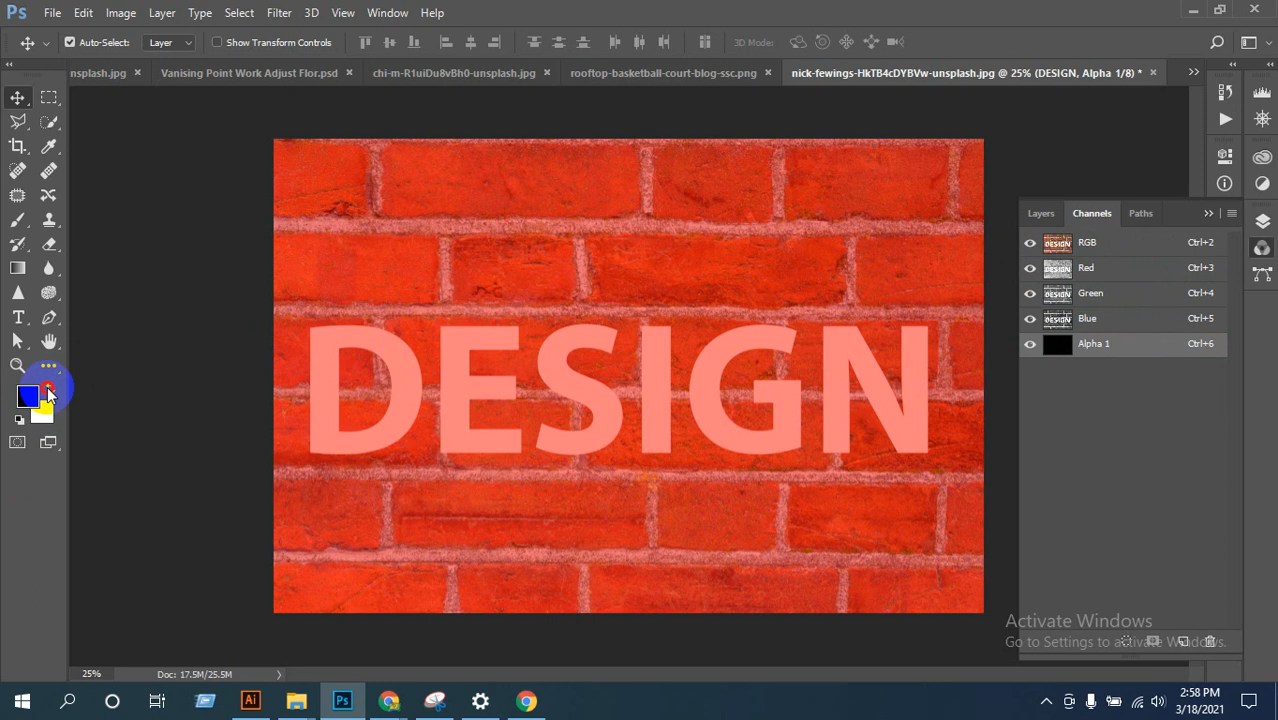 Ps File Edit Image Layer Type Select Filter 3D View Window Help
Auto-Select: Layer Show Transform Controls 3D Mode:
nsplash.jpg Vanising Point Work Adjust Flor.psd chi-m-R1uiDu8vBh0-unsplash.jpg rooftop-basketball-court-blog-ssc.png nick-fewings-HkTB4cDYBVw-unsplash.jpg @ 25% (DESIGN, Alpha 1/8) *
Layers Channels Paths
RGB Ctrl+2
Red Ctrl+3
Green Ctrl+4
Blue Ctrl+5
Alpha 1 Ctrl+6
DESIGN
Activate Windows
Go to Settings to activate Windows.
25% Doc: 17.5M/25.5M
Ai Ps
2:58 PM
3/18/2021